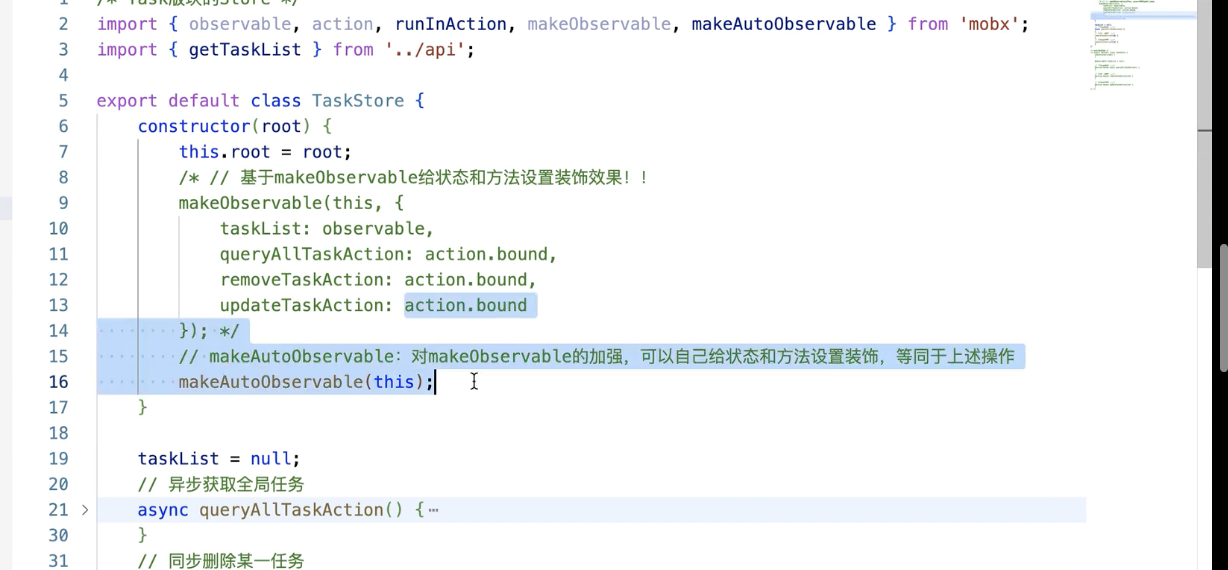 1 /* Task版块的Store */
2 import { observable, action, runInAction, makeObservable, makeAutoObservable } from 'mobx';
3 import { getTaskList } from '../api';
4
5 export default class TaskStore {
6 constructor(root) {
7 this.root = root;
8 /* // 基于makeObservable给状态和方法设置装饰效果！！
9 makeObservable(this, {
10 taskList: observable,
11 queryAllTaskAction: action.bound,
12 removeTaskAction: action.bound,
13 updateTaskAction: action.bound
14 }); */
15 // makeAutoObservable：对makeObservable的加强，可以自己给状态和方法设置装饰，等同于上述操作
16 makeAutoObservable(this);
17 }
18
19 taskList = null;
20 // 异步获取全局任务
21 async queryAllTaskAction() {⋯
30 }
31 // 同步删除某一任务